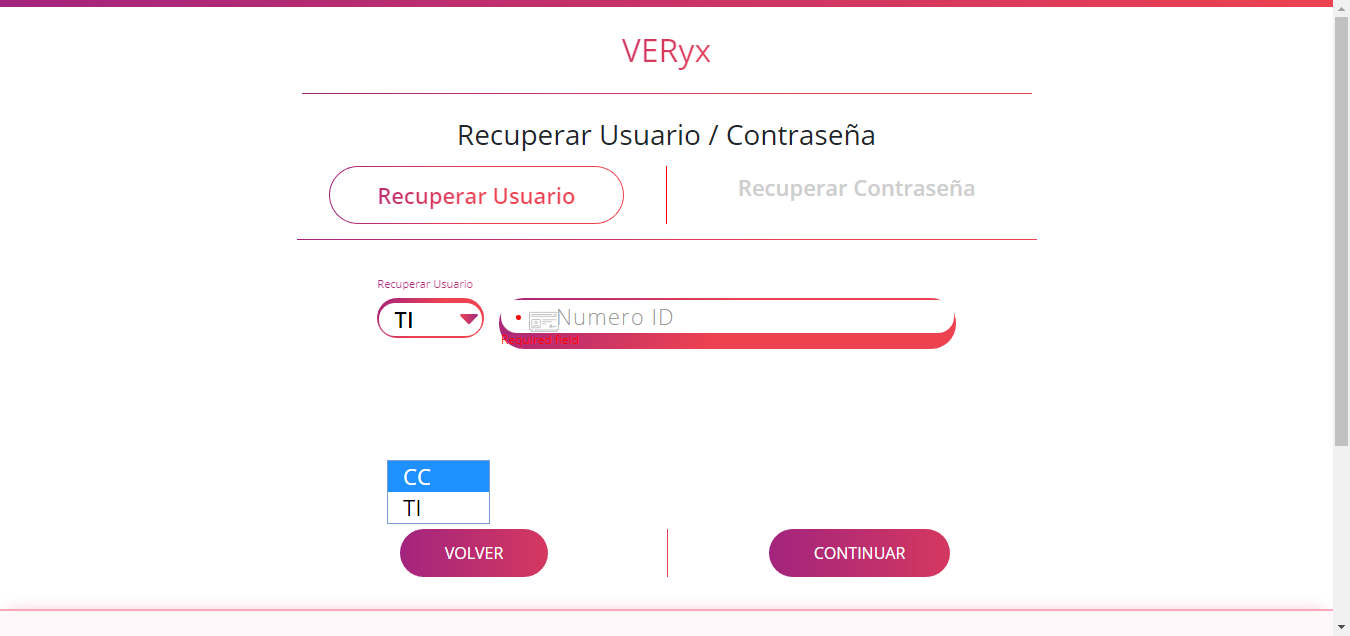 VERyx
Recuperar Usuario / Contraseña
Recuperar Usuario
Recuperar Contraseña
Recuperar Usuario
TI
Numero ID
Required field
CC
TI
VOLVER
CONTINUAR